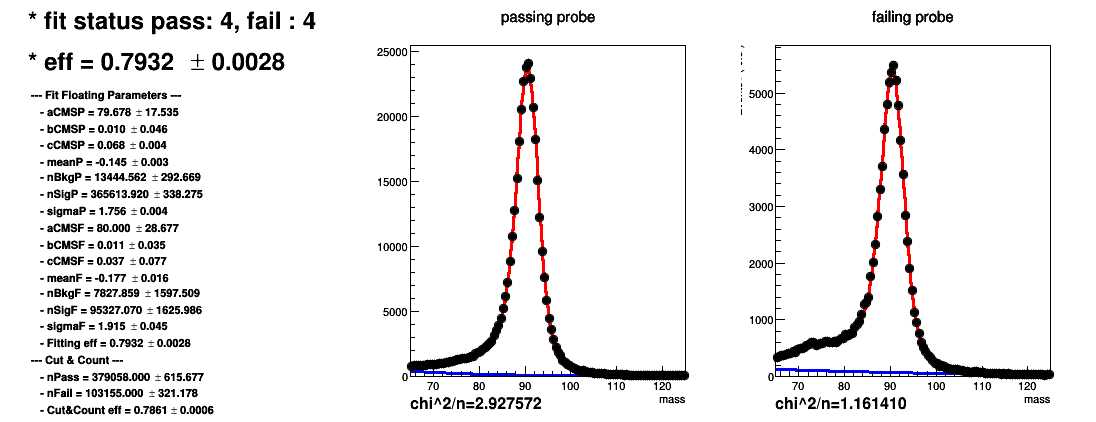 * fit status pass: 4, fail : 4
* eff = 0.7932 ± 0.0028
--- Fit Floating Parameters ---
- aCMSP = 79.678 ± 17.535
- bCMSP = 0.010 ± 0.046
- cCMSP = 0.068 ± 0.004
- meanP = -0.145 ± 0.003
- nBkgP = 13444.562 ± 292.669
- nSigP = 365613.920 ± 338.275
- sigmaP = 1.756 ± 0.004
- aCMSF = 80.000 ± 28.677
- bCMSF = 0.011 ± 0.035
- cCMSF = 0.037 ± 0.077
- meanF = -0.177 ± 0.016
- nBkgF = 7827.859 ± 1597.509
- nSigF = 95327.070 ± 1625.986
- sigmaF = 1.915 ± 0.045
- Fitting eff = 0.7932 ± 0.0028
--- Cut & Count ---
- nPass = 379058.000 ± 615.677
- nFail = 103155.000 ± 321.178
- Cut&Count eff = 0.7861 ± 0.0006
passing probe
25000
20000
15000
10000
5000
0
70 80 90 100 110 120
mass
chi^2/n=2.927572
failing probe
5000
4000
3000
2000
1000
0
70 80 90 100 110 120
mass
chi^2/n=1.161410